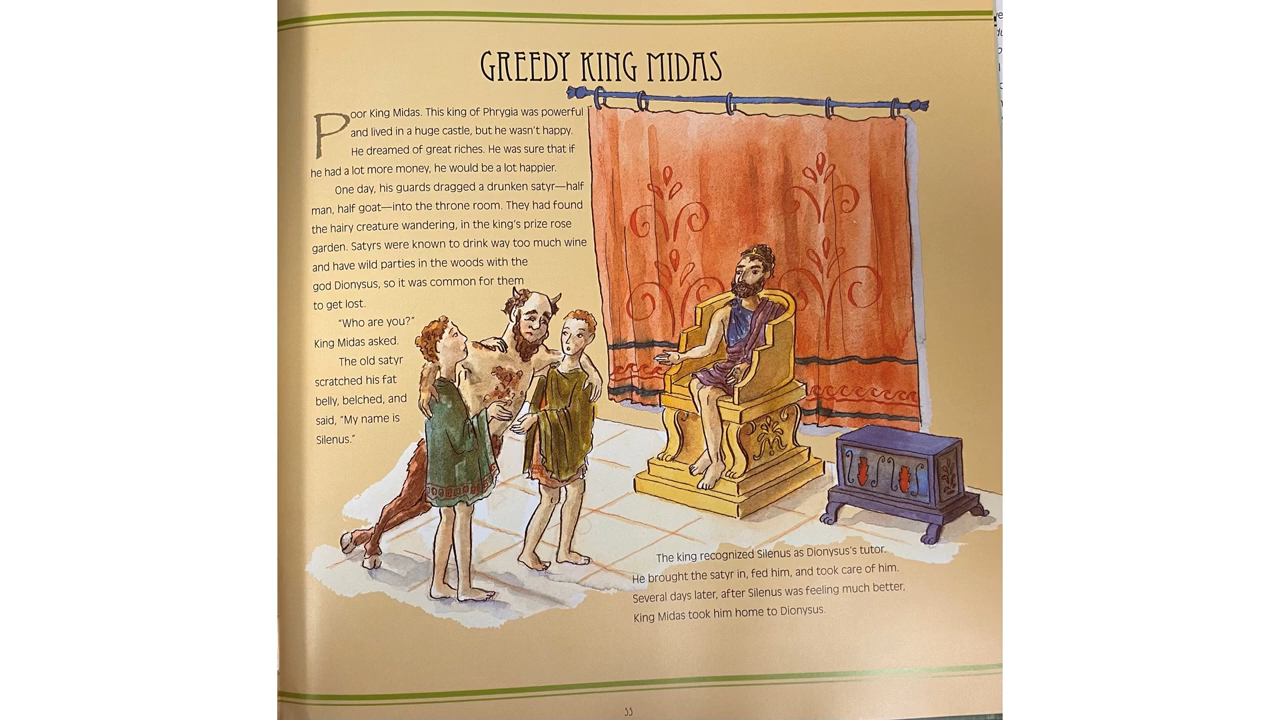 GREEDY KING MIDAS
Poor King Midas. This king of Phrygia was powerful
and lived in a huge castle, but he wasn't happy.
He dreamed of great riches. He was sure that if
he had a lot more money, he would be a lot happier.
One day, his guards dragged a drunken satyr—half
man, half goat—into the throne room. They had found
the hairy creature wandering, in the king's prize rose
garden. Satyrs were known to drink way too much wine
and have wild parties in the woods with the
god Dionysus, so it was common for them
to get lost.
"Who are you?"
King Midas asked.
The old satyr
scratched his fat
belly, belched, and
said, "My name is
Silenus."
The king recognized Silenus as Dionysus's tutor.
He brought the satyr in, fed him, and took care of him.
Several days later, after Silenus was feeling much better,
King Midas took him home to Dionysus.
55